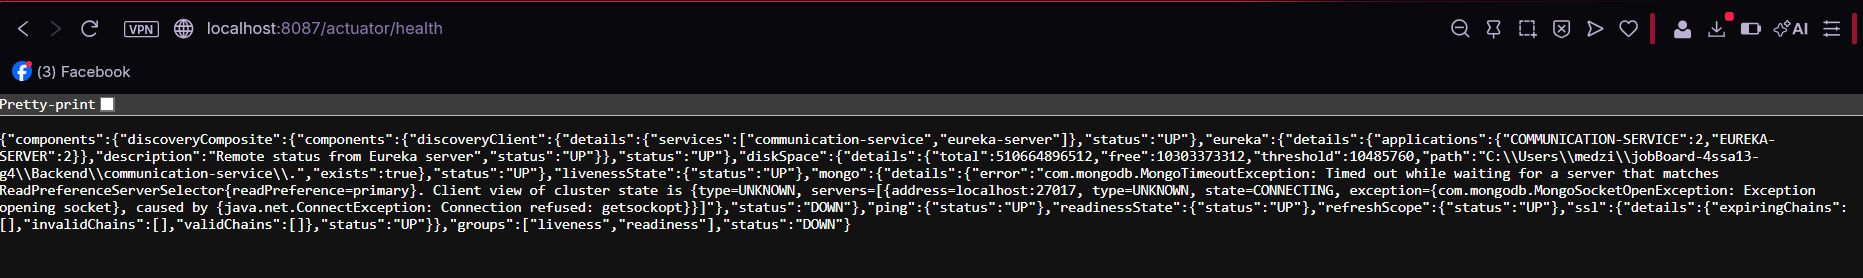 VPN localhost:8087/actuator/health AI
(3) Facebook
Pretty-print
{"components":{"discoveryComposite":{"components":{"discoveryClient":{"details":{"services":["communication-service","eureka-server"]},"status":"UP"},"eureka":{"details":{"applications":{"COMMUNICATION-SERVICE":2,"EUREKA-
SERVER":2}},"description":"Remote status from Eureka server","status":"UP"}},"status":"UP"},"diskSpace":{"details":{"total":510664896512,"free":10303373312,"threshold":10485760,"path":"C:\\Users\\medzi\\jobBoard-4ssa13-
g4\\Backend\\communication-service\\.","exists":true},"status":"UP"},"livenessState":{"status":"UP"},"mongo":{"details":{"error":"com.mongodb.MongoTimeoutException: Timed out while waiting for a server that matches
ReadPreferenceServerSelector{readPreference=primary}. Client view of cluster state is {type=UNKNOWN, servers=[{address=localhost:27017, type=UNKNOWN, state=CONNECTING, exception={com.mongodb.MongoSocketOpenException: Exception
opening socket}, caused by {java.net.ConnectException: Connection refused: getsockopt}}]"},"status":"DOWN"},"ping":{"status":"UP"},"readinessState":{"status":"UP"},"refreshScope":{"status":"UP"},"ssl":{"details":{"expiringChains":
[],"invalidChains":[],"validChains":[]},"status":"UP"}},"groups":["liveness","readiness"],"status":"DOWN"}